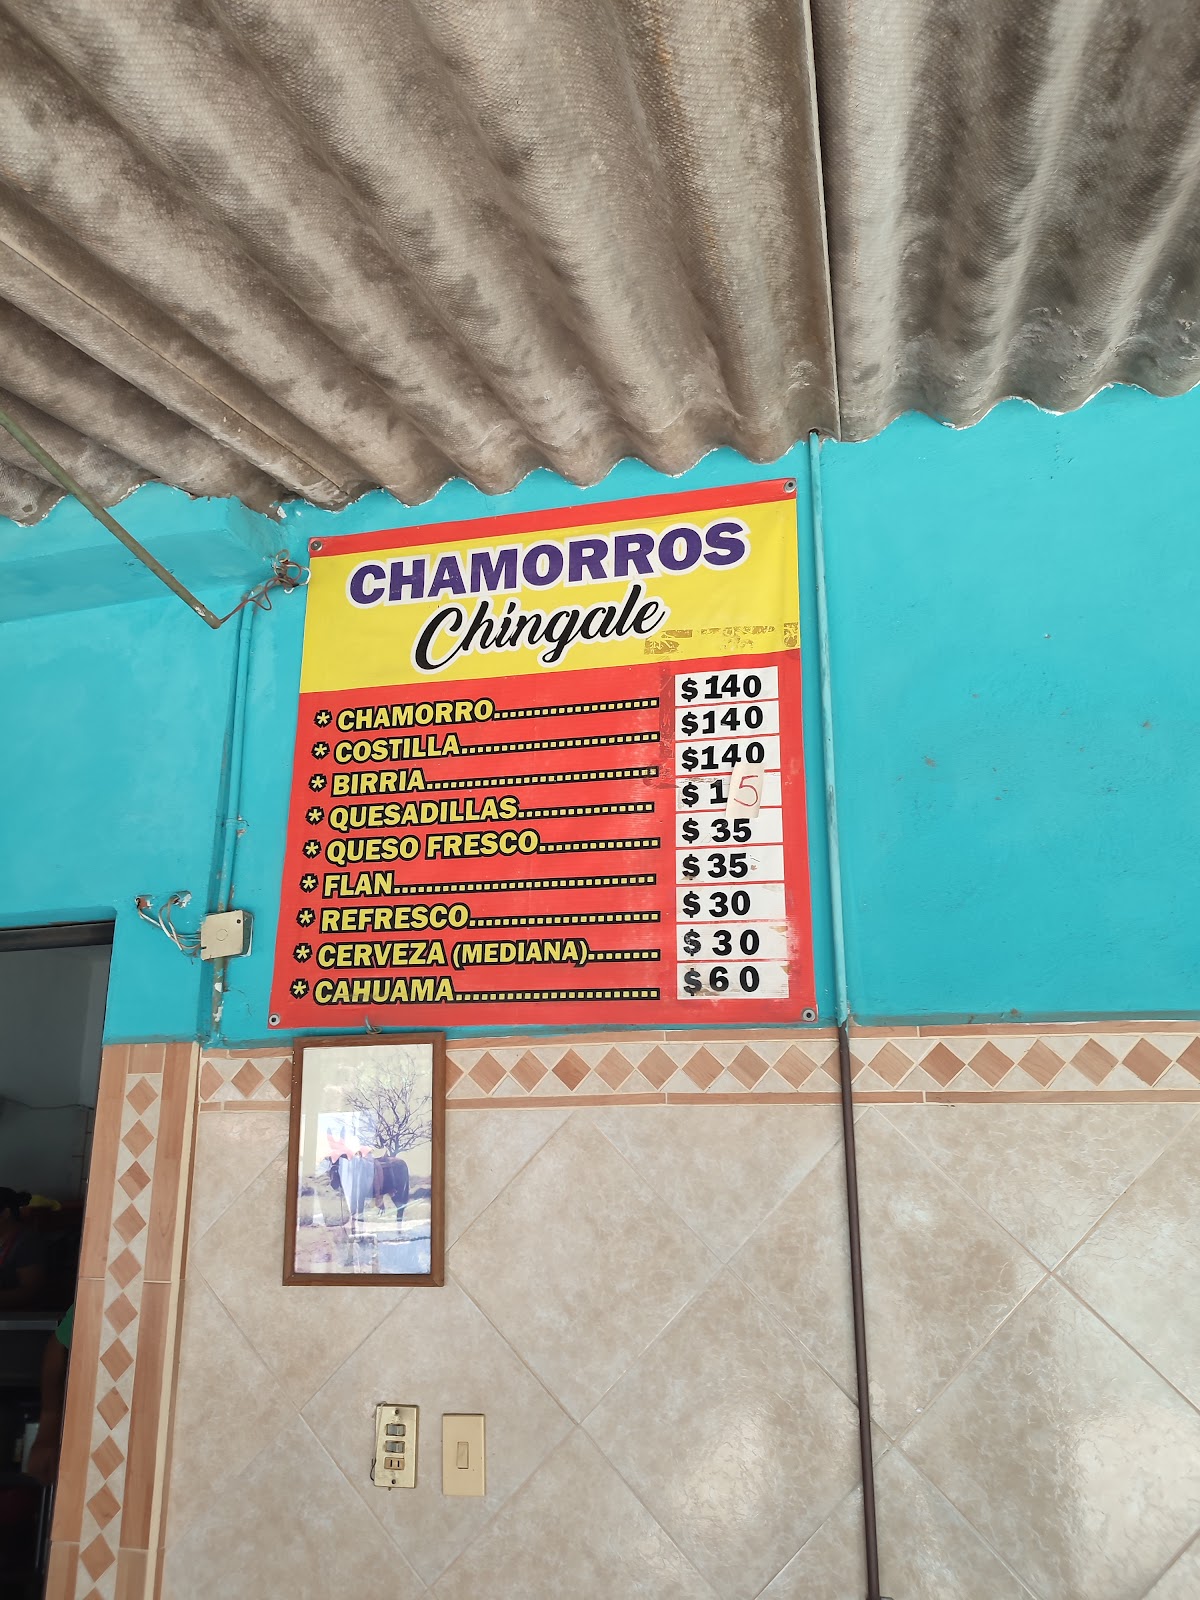 CHAMORROS
Chingale
* CHAMORRO..................... $140
* COSTILLA......................... $140
* BIRRIA............................. $140
* QUESADILLAS................ $15
* QUESO FRESCO.............. $35
* FLAN................................ $35
* REFRESCO....................... $30
* CERVEZA (MEDIANA)........ $30
* CAHUAMA......................... $60